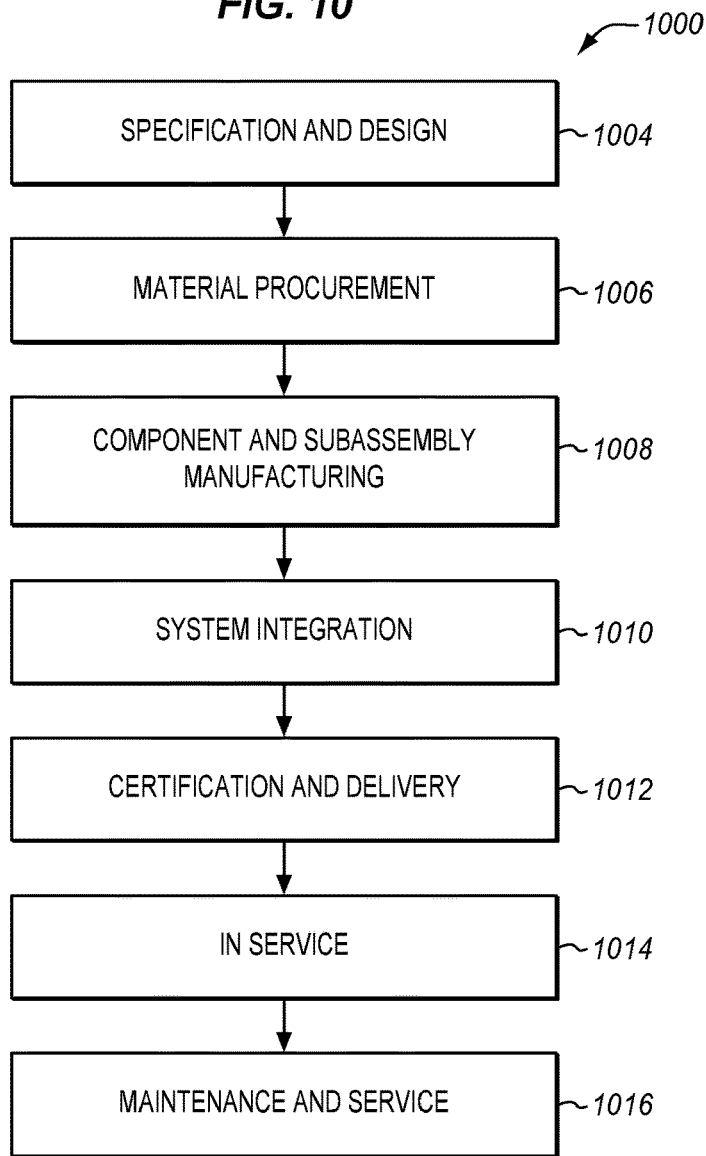 FIG. 10
1000
SPECIFICATION AND DESIGN
1004
MATERIAL PROCUREMENT
1006
COMPONENT AND SUBASSEMBLY
MANUFACTURING
1008
SYSTEM INTEGRATION
1010
CERTIFICATION AND DELIVERY
1012
IN SERVICE
1014
MAINTENANCE AND SERVICE
1016